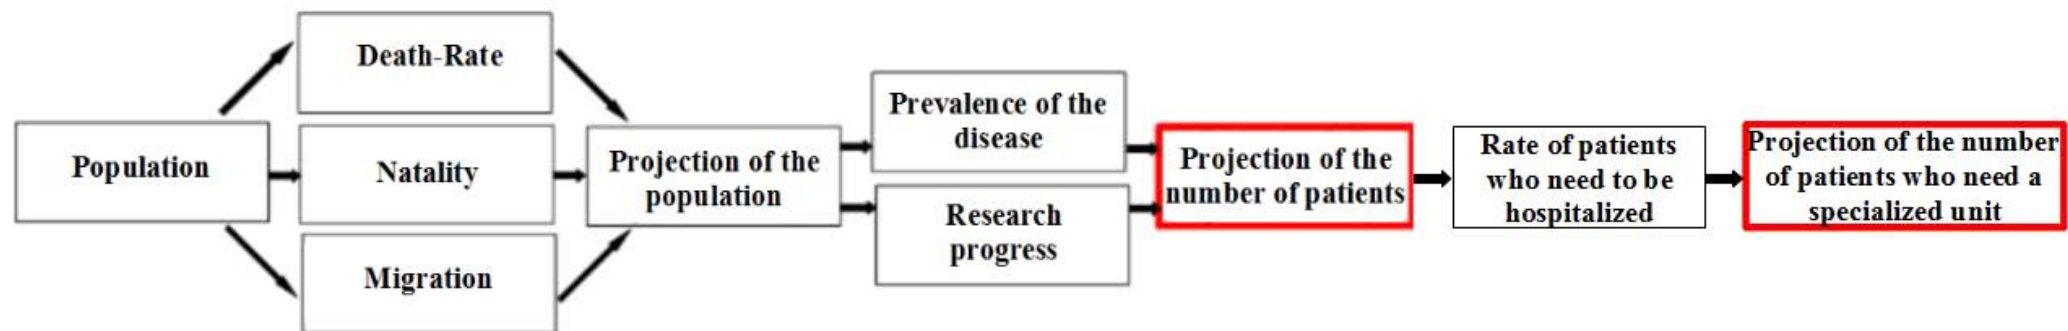 Population
Death-Rate
Natality
Migration
Projection of the
population
Prevalence of the
disease
Research
progress
Projection of the
number of patients
Rate of patients
who need to be
hospitalized
Projection of the number
of patients who need a
specialized unit